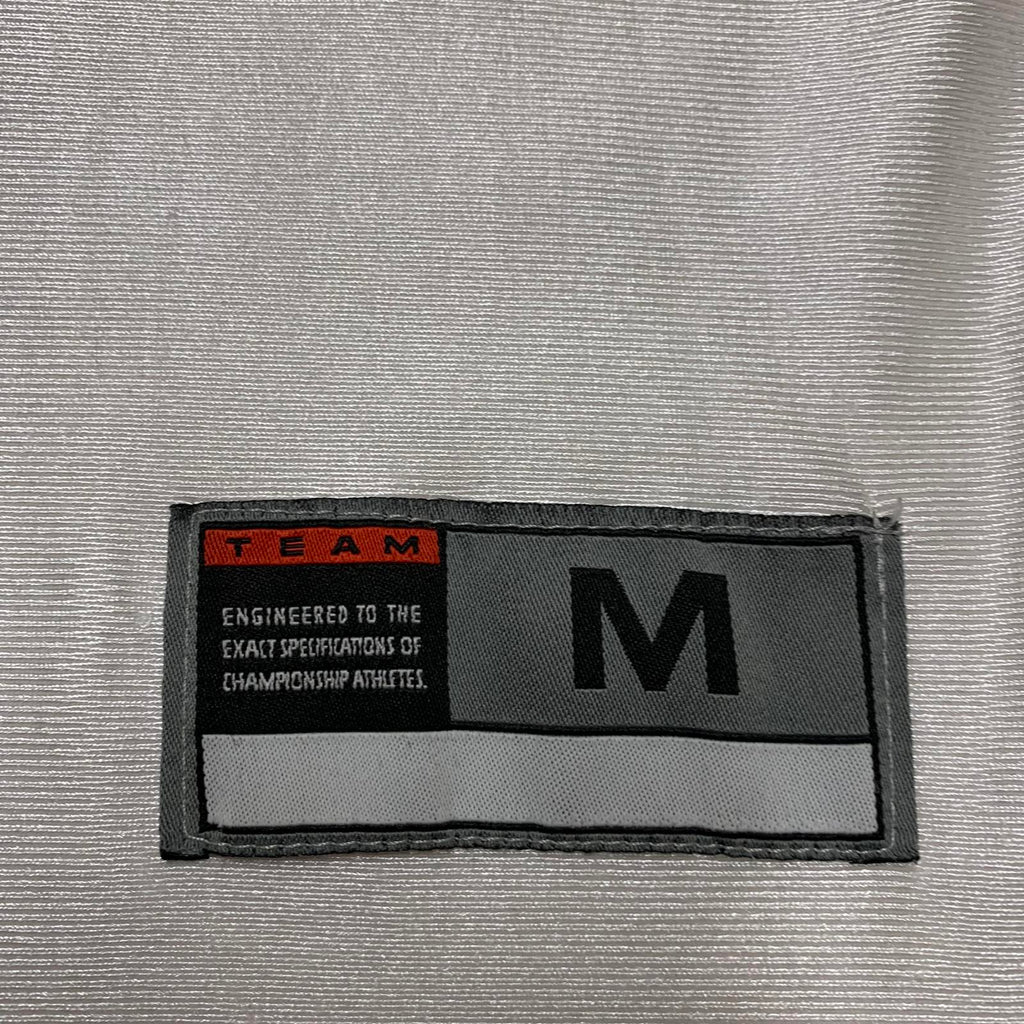 TEAM
ENGINEERED TO THE
EXACT SPECIFICATIONS OF
CHAMPIONSHIP ATHLETES.
M